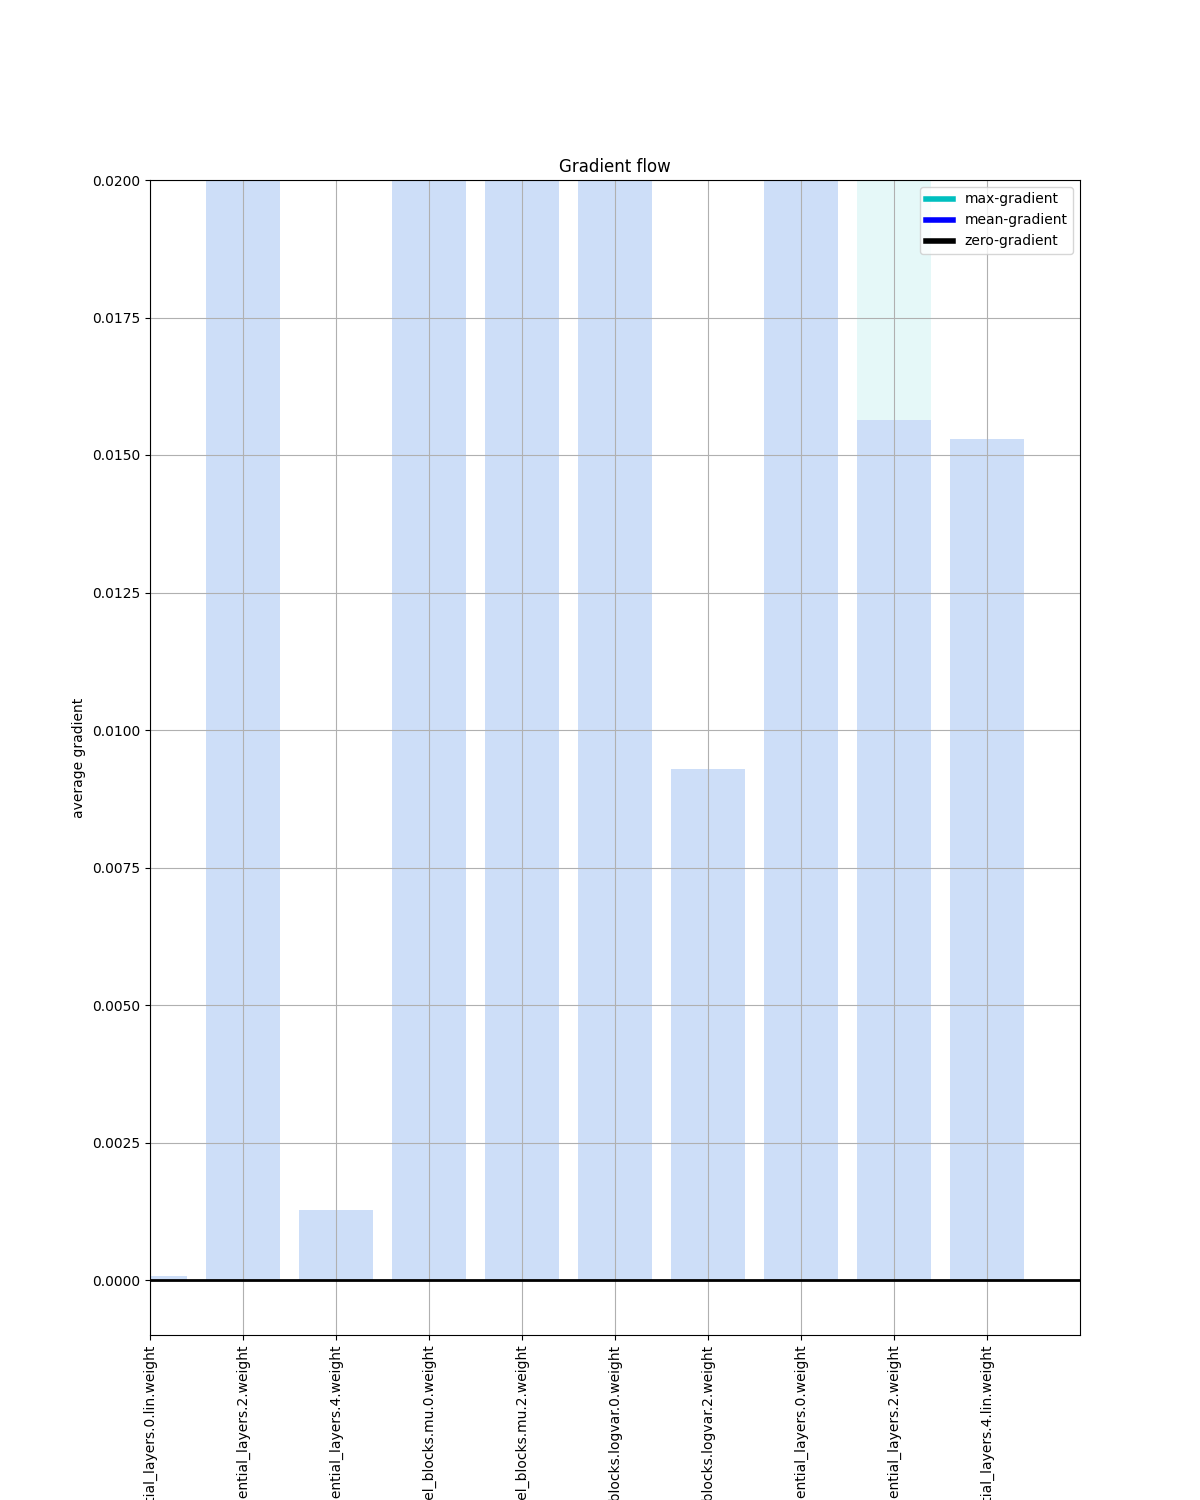 Gradient flow
max-gradient
mean-gradient
zero-gradient
0.0200
0.0175
0.0150
0.0125
0.0100
0.0075
0.0050
0.0025
0.0000
average gradient
tial_layers.0.lin.weight
ential_layers.2.weight
ential_layers.4.weight
el_blocks.mu.0.weight
el_blocks.mu.2.weight
blocks.logvar.0.weight
blocks.logvar.2.weight
ential_layers.0.weight
ential_layers.2.weight
tial_layers.4.lin.weight